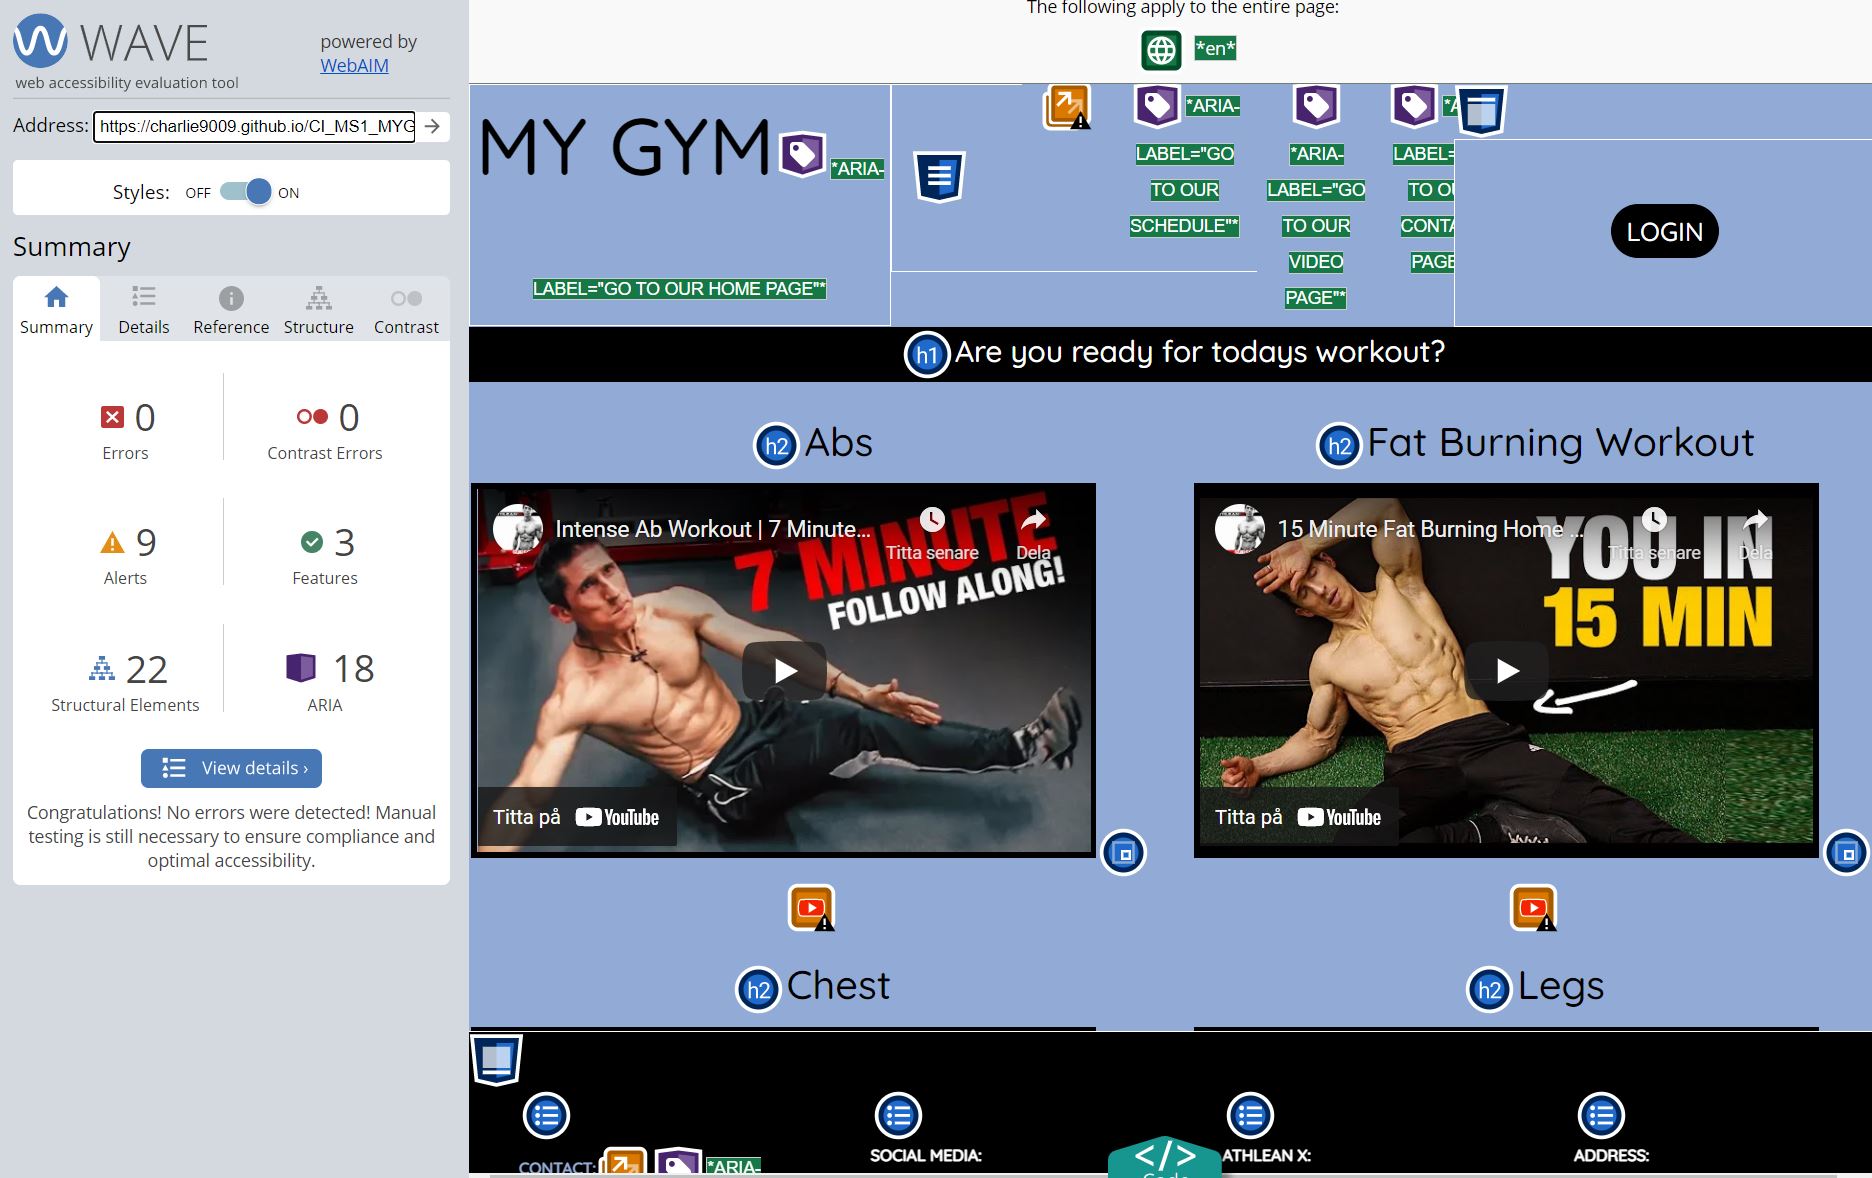 WAVE
powered by
WebAIM
web accessibility evaluation tool
Address: https://charlie9009.github.io/CI_MS1_MYG
Styles: OFF ON
Summary
Summary Details Reference Structure Contrast
0 0
Errors Contrast Errors
9 3
Alerts Features
22 18
Structural Elements ARIA
View details ›
Congratulations! No errors were detected! Manual
testing is still necessary to ensure compliance and
optimal accessibility.
The following apply to the entire page:
*en*
MY GYM
*ARIA-
LABEL="GO TO OUR HOME PAGE"*
*ARIA-
LABEL="GO
TO OUR
SCHEDULE"*
*ARIA-
LABEL="GO
TO OUR
VIDEO
PAGE"*
*A
LABEL=
TO OU
CONTA
PAGE
LOGIN
h1 Are you ready for todays workout?
h2 Abs
h2 Fat Burning Workout
Intense Ab Workout | 7 Minute...
Titta senare Dela
7 MINUTE
FOLLOW ALONG!
Titta på YouTube
15 Minute Fat Burning Home ...
Titta senare Dela
YOU IN
15 MIN
Titta på YouTube
h2 Chest
h2 Legs
CONTACT: *ARIA-
SOCIAL MEDIA:
ATHLEAN X:
ADDRESS:
</>
Code